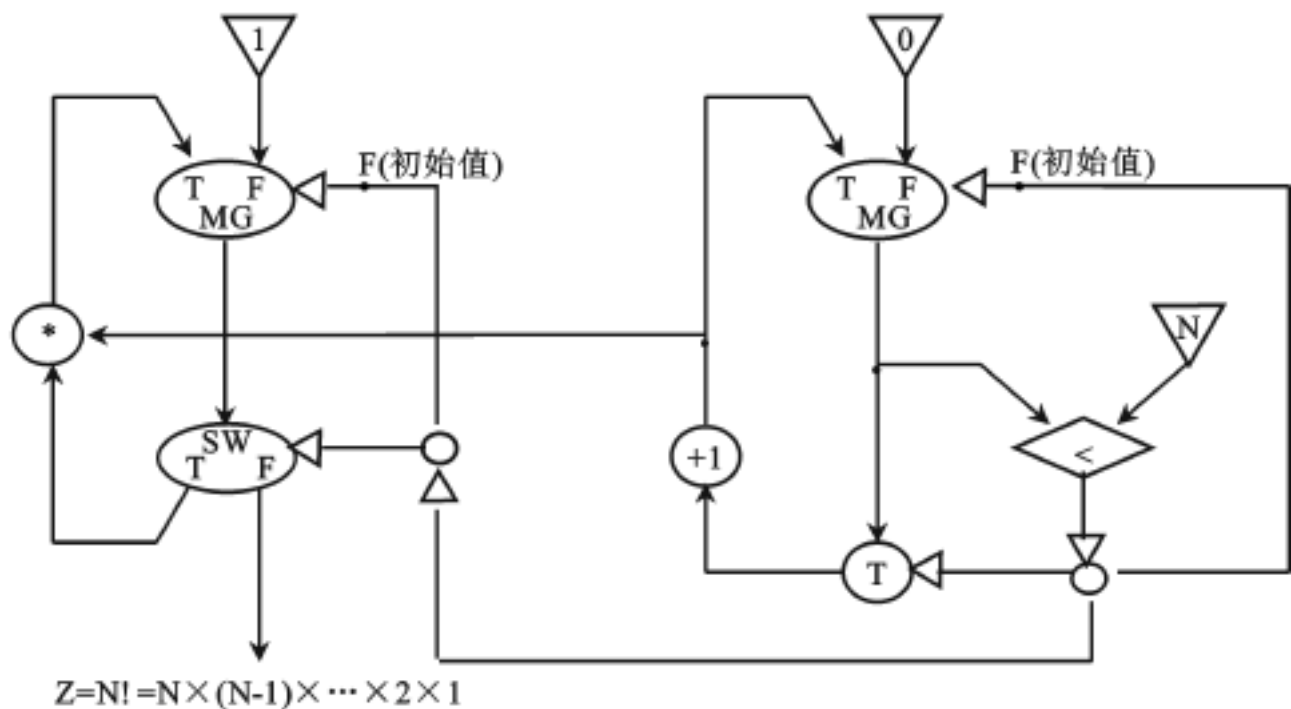 1
0
F(初始值)
F(初始值)
T F
MG
T F
MG
*
N
SW
T F
+1
<
T
Z=N!=N×(N-1)×···×2×1